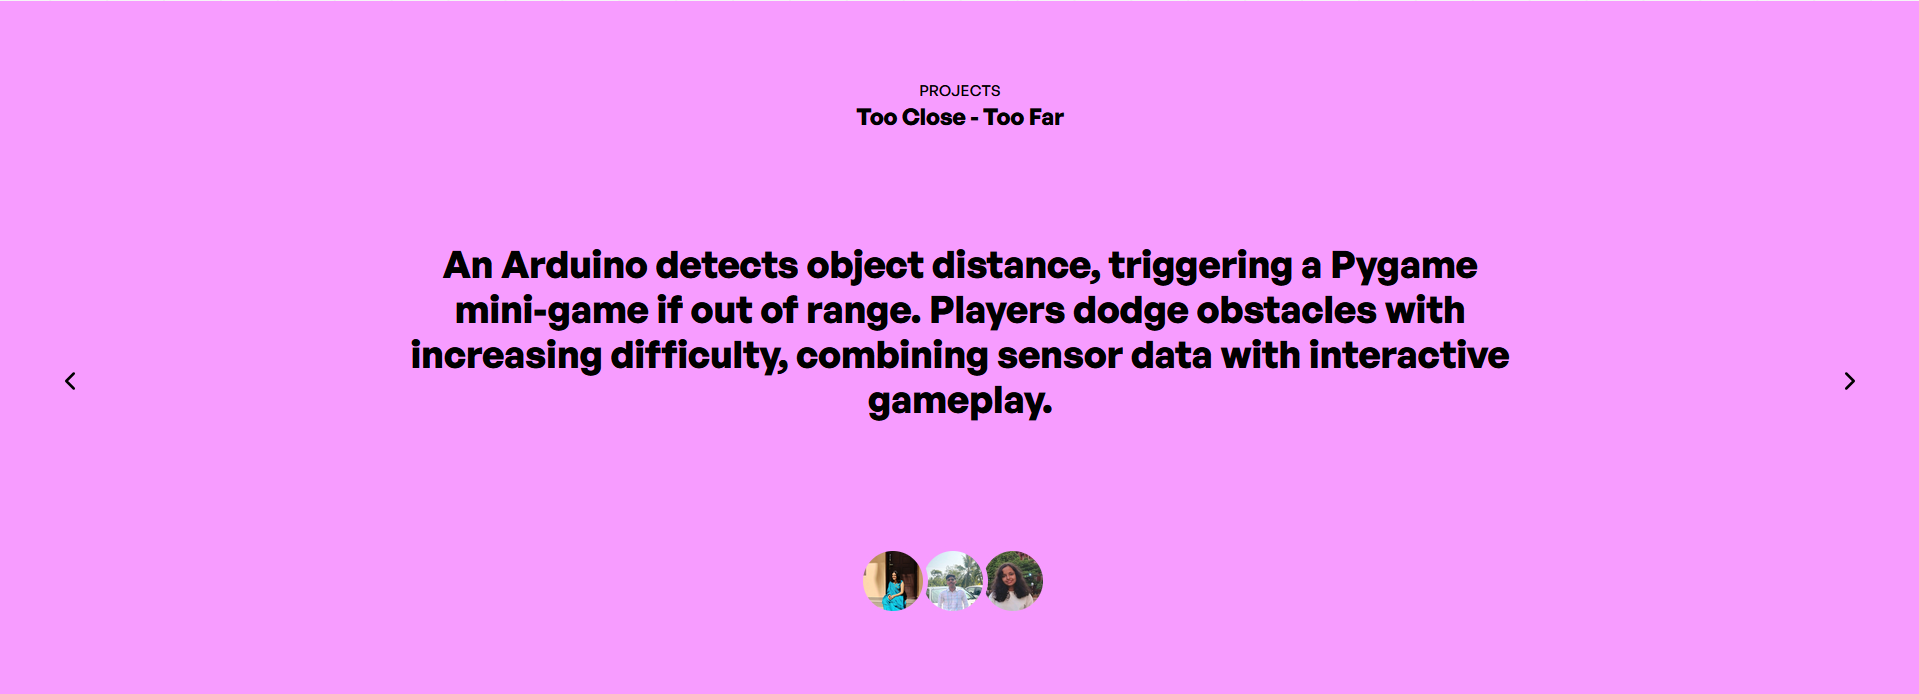 PROJECTS
Too Close - Too Far
An Arduino detects object distance, triggering a Pygame
mini-game if out of range. Players dodge obstacles with
increasing difficulty, combining sensor data with interactive
gameplay.